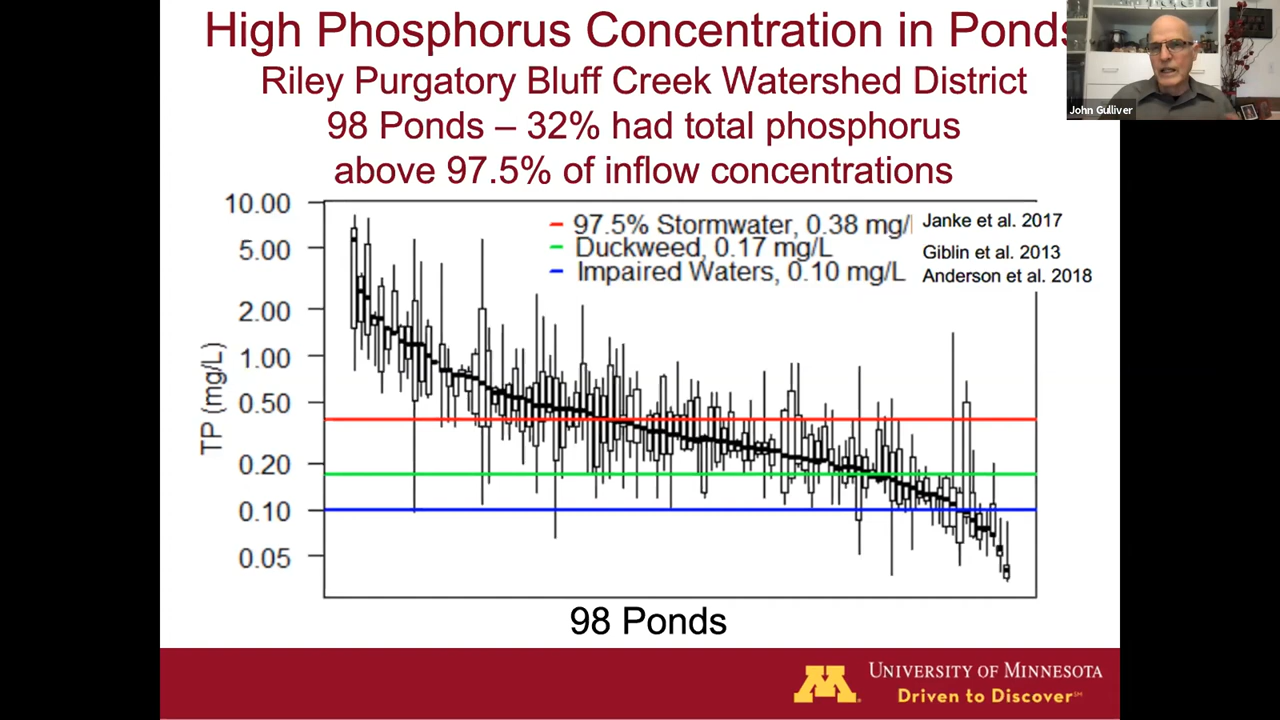 High Phosphorus Concentration in Ponds
Riley Purgatory Bluff Creek Watershed District
98 Ponds – 32% had total phosphorus
above 97.5% of inflow concentrations
John Gulliver
97.5% Stormwater, 0.38 mg/l
Janke et al. 2017
Duckweed, 0.17 mg/L
Giblin et al. 2013
Impaired Waters, 0.10 mg/L
Anderson et al. 2018
TP (mg/L)
10.00
5.00
2.00
1.00
0.50
0.20
0.10
0.05
98 Ponds
M
UNIVERSITY OF MINNESOTA
Driven to Discover℠